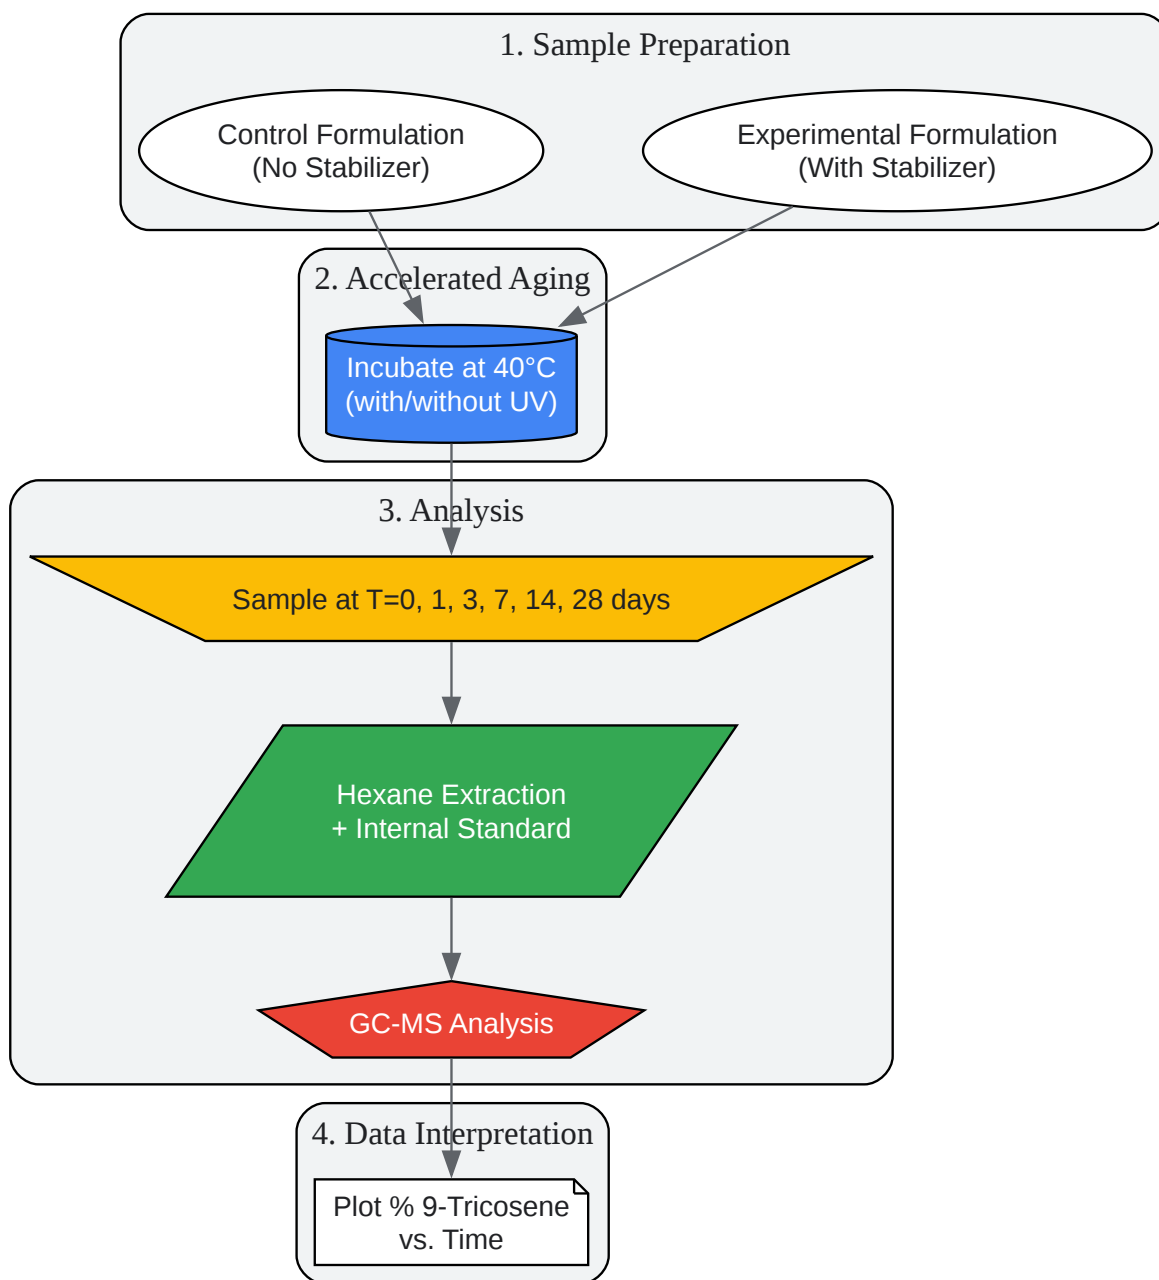 1. Sample Preparation
Control Formulation
(No Stabilizer)
Experimental Formulation
(With Stabilizer)
2. Accelerated Aging
Incubate at 40°C
(with/without UV)
3. Analysis
Sample at T=0, 1, 3, 7, 14, 28 days
Hexane Extraction
+ Internal Standard
GC-MS Analysis
4. Data Interpretation
Plot % 9-Tricosene
vs. Time